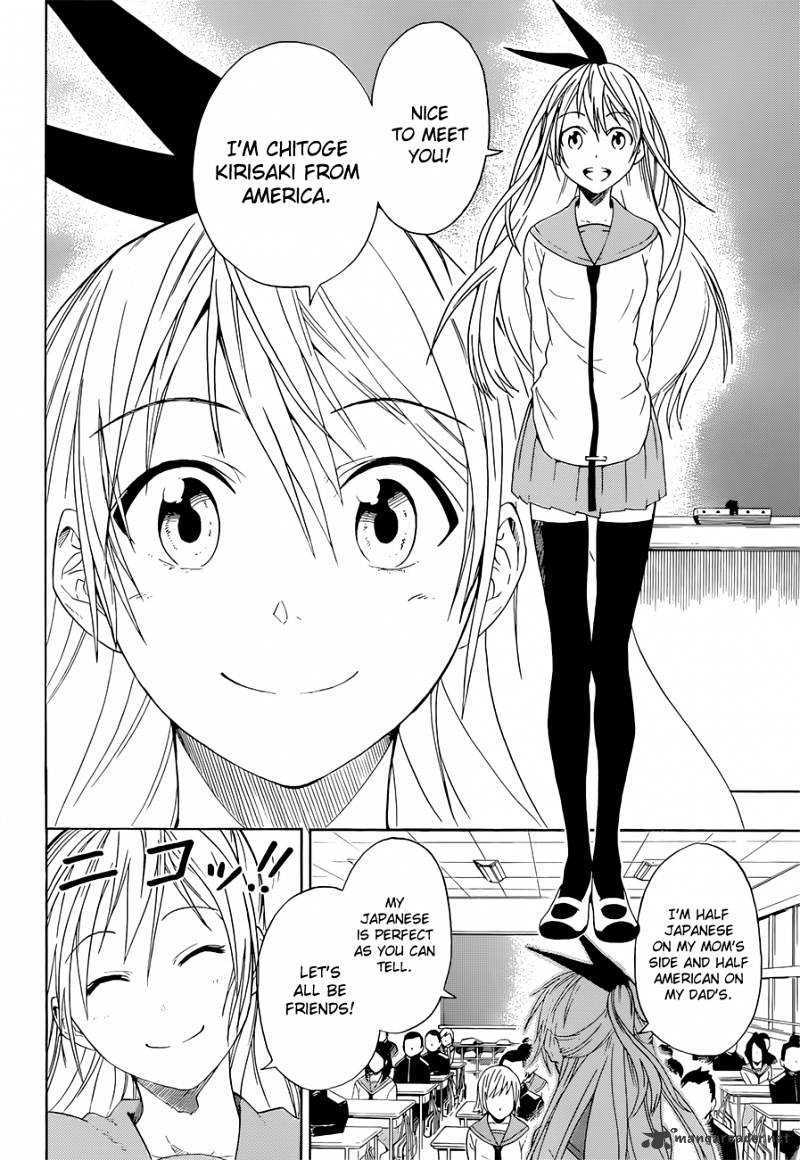 NICE
TO MEET
YOU!
I'M CHITOGE
KIRISAKI FROM
AMERICA.
I'M HALF
JAPANESE
ON MY MOM'S
SIDE AND HALF
AMERICAN ON
MY DAD'S.
MY
JAPANESE
IS PERFECT
AS YOU CAN
TELL.
LET'S
ALL BE
FRIENDS!
ニコッ!!
mangareader.net